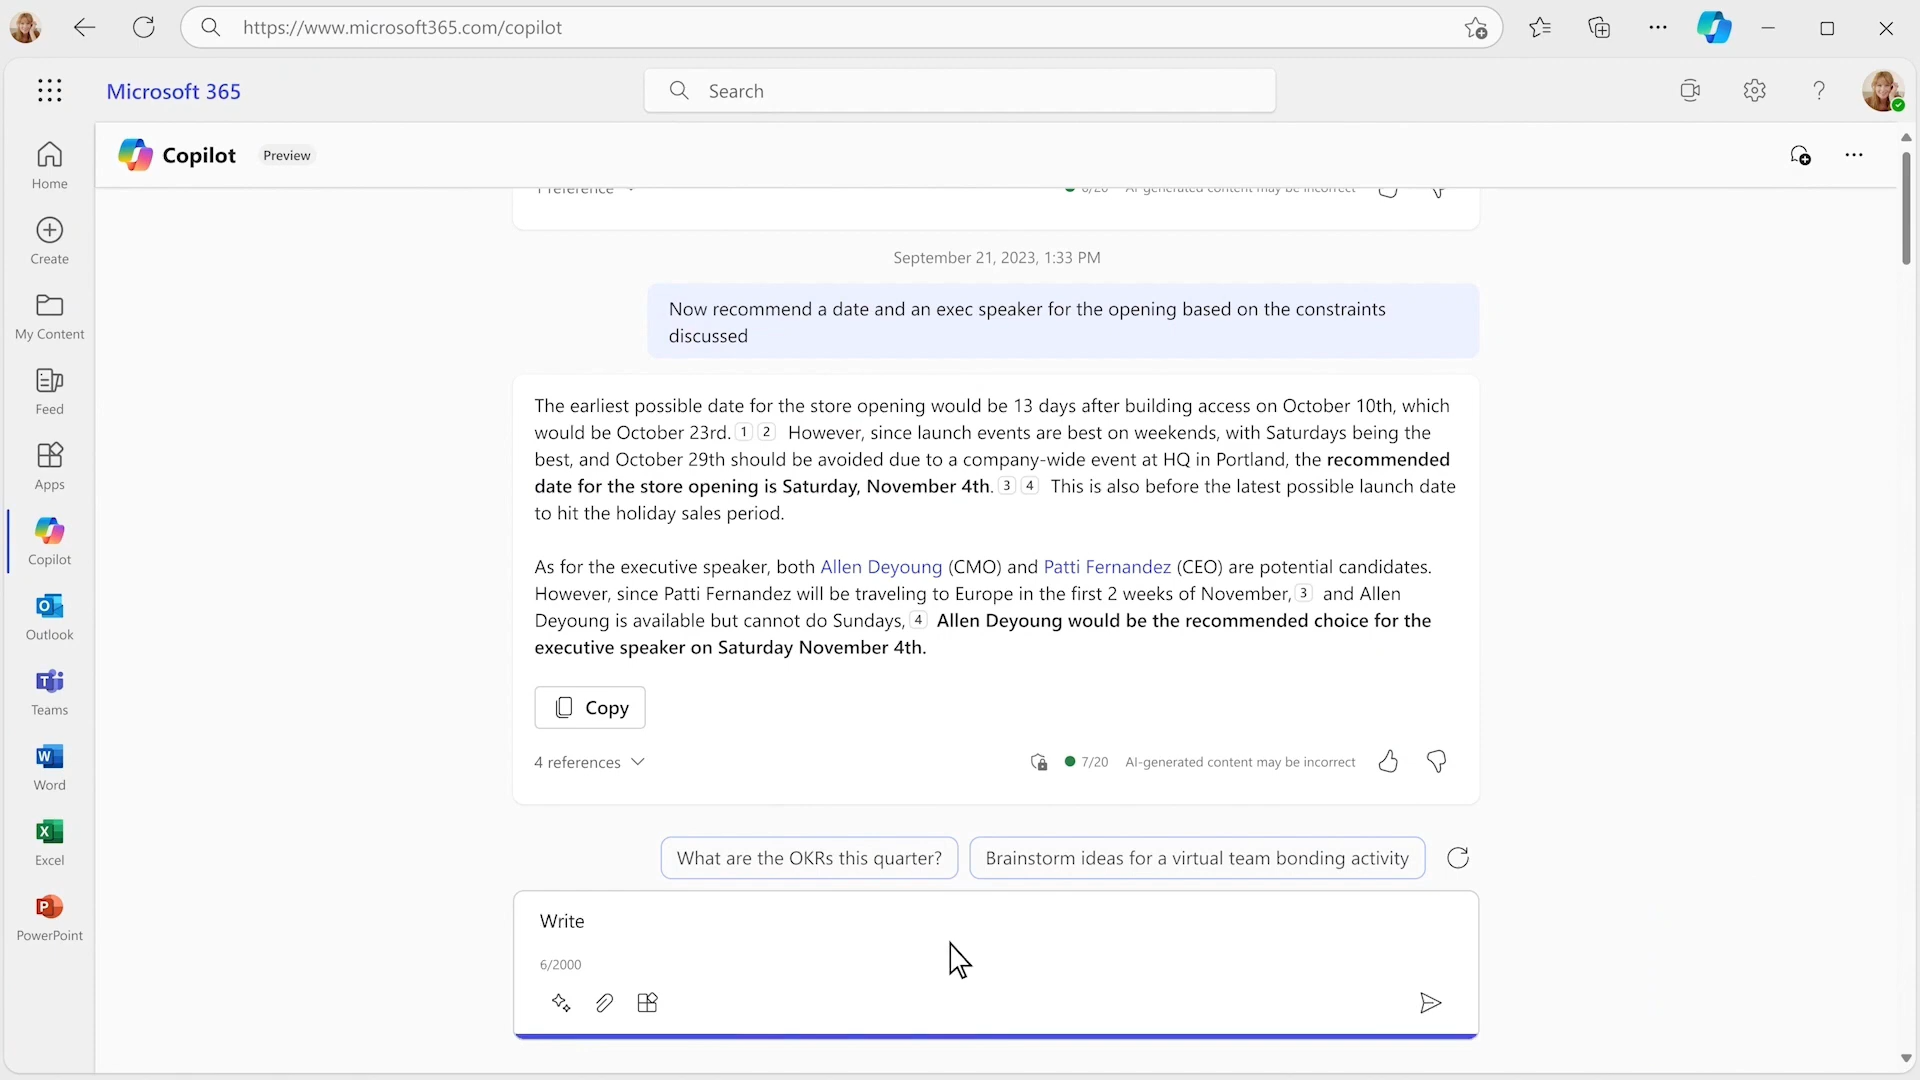 https://www.microsoft365.com/copilot
Microsoft 365
Search
Home
Create
My Content
Feed
Apps
Copilot
Outlook
Teams
Word
Excel
PowerPoint
Copilot Preview
1 reference
6/20 AI-generated content may be incorrect
September 21, 2023, 1:33 PM
Now recommend a date and an exec speaker for the opening based on the constraints
discussed
The earliest possible date for the store opening would be 13 days after building access on October 10th, which
would be October 23rd. 1 2 However, since launch events are best on weekends, with Saturdays being the
best, and October 29th should be avoided due to a company-wide event at HQ in Portland, the recommended
date for the store opening is Saturday, November 4th. 3 4 This is also before the latest possible launch date
to hit the holiday sales period.
As for the executive speaker, both Allen Deyoung (CMO) and Patti Fernandez (CEO) are potential candidates.
However, since Patti Fernandez will be traveling to Europe in the first 2 weeks of November, 3 and Allen
Deyoung is available but cannot do Sundays, 4 Allen Deyoung would be the recommended choice for the
executive speaker on Saturday November 4th.
Copy
4 references
7/20 AI-generated content may be incorrect
What are the OKRs this quarter?
Brainstorm ideas for a virtual team bonding activity
Write
6/2000